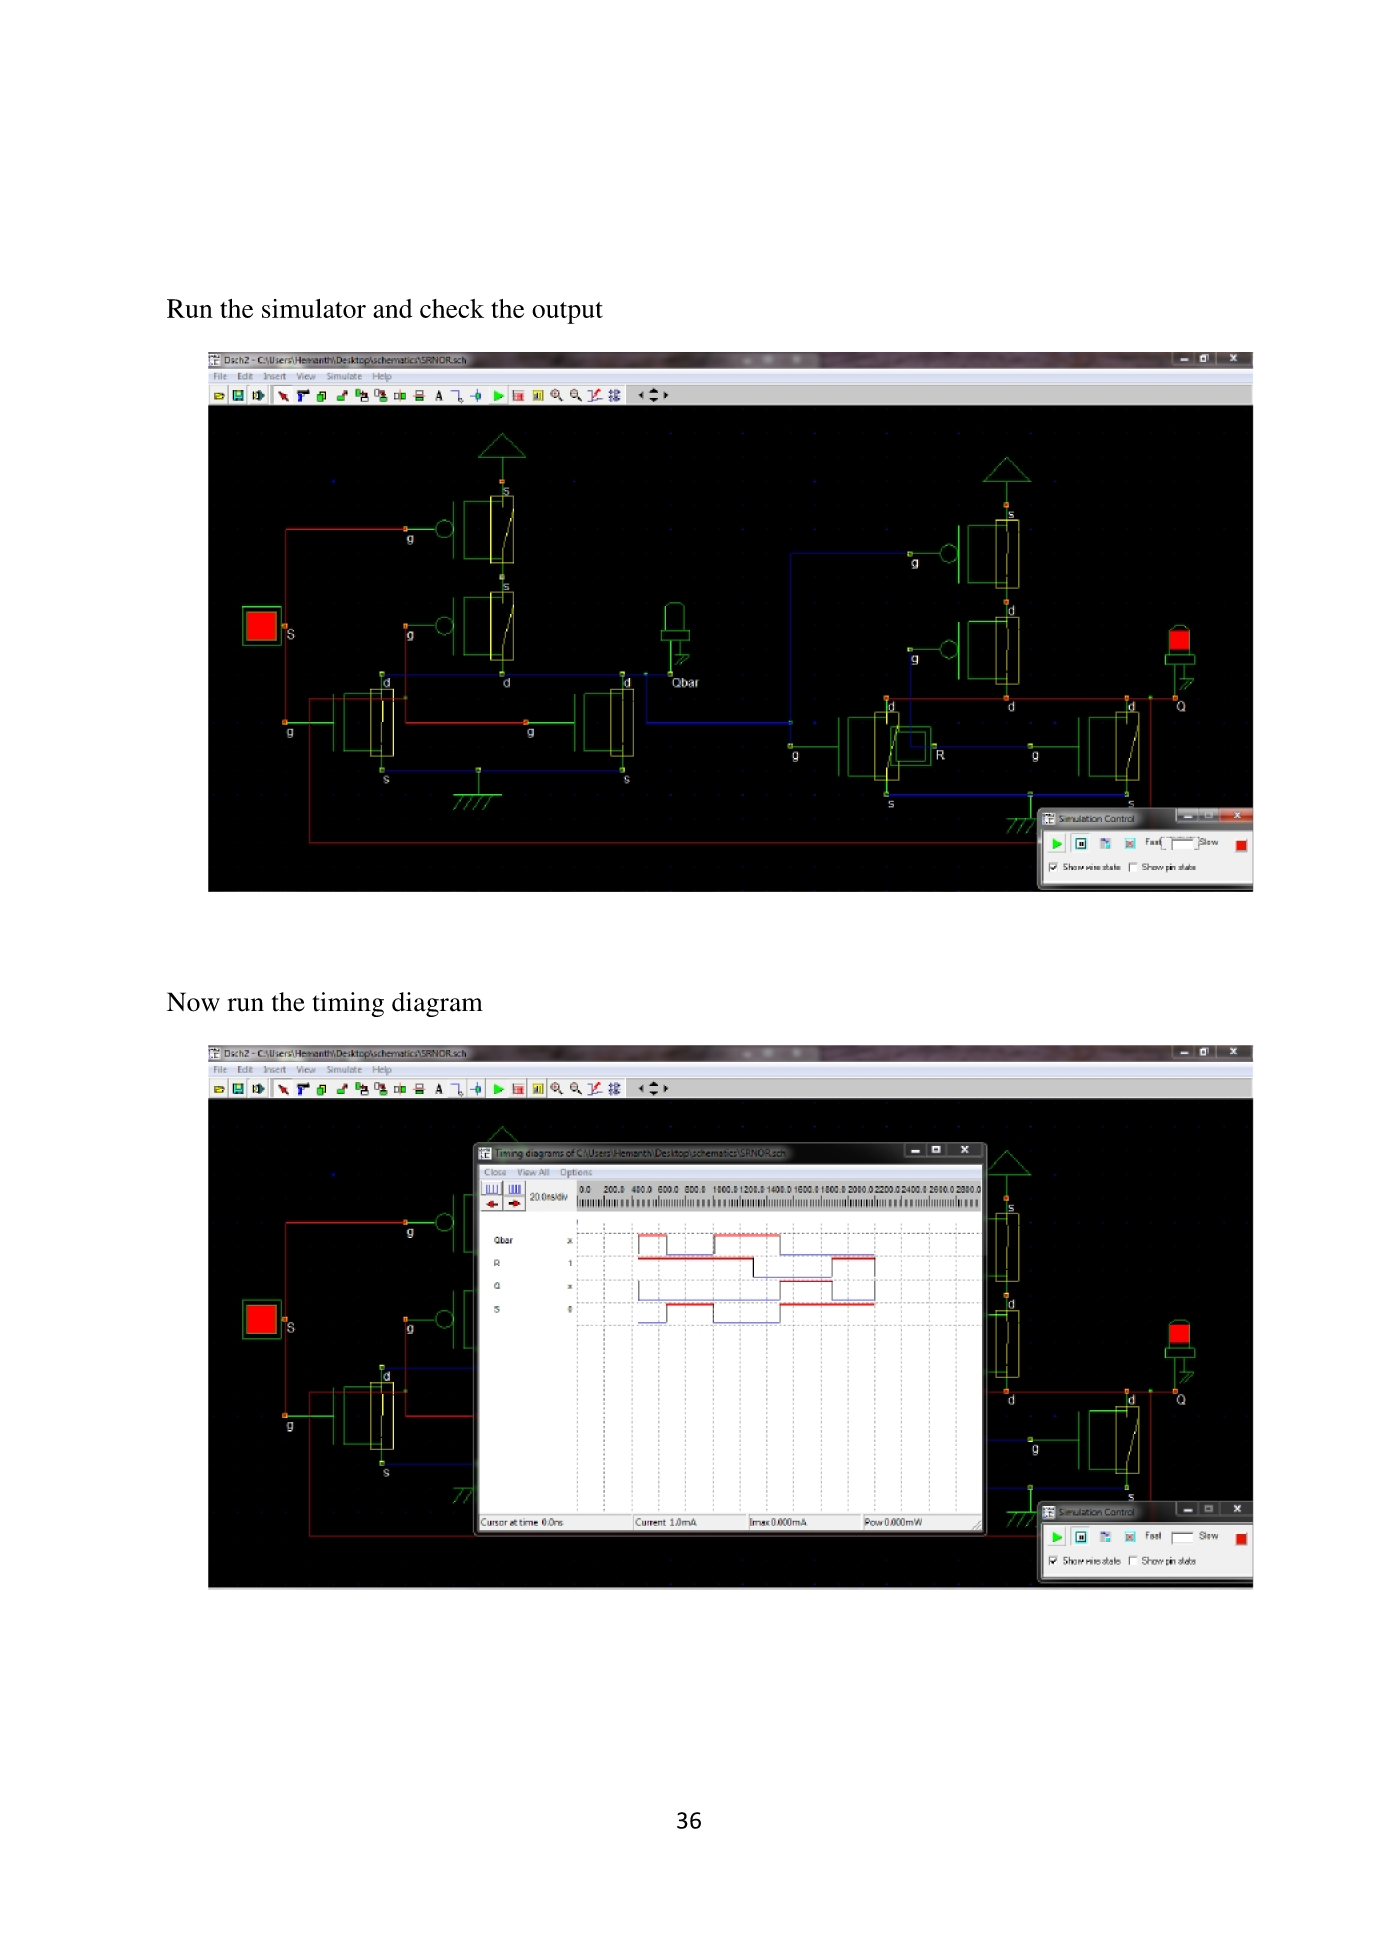 Run the simulator and check the output
Dsch2 - C:\Users\Hemanth\Desktop\schematics\SRNOR.sch
File Edit Insert View Simulate Help
A
s
g
s
g
S
d
d
d
Qbar
g
g
s
s
s
g
d
g
d
d
d
Q
g
R
g
s
s
Simulation Control
Fast Slow
Show wire state Show pin state
Now run the timing diagram
Dsch2 - C:\Users\Hemanth\Desktop\schematics\SRNOR.sch
File Edit Insert View Simulate Help
A
Timing diagrams of C:\Users\Hemanth\Desktop\schematics\SRNOR.sch
Close View All Options
20.0ns/div
0.0 200.0 400.0 600.0 800.0 1000.0 1200.0 1400.0 1600.0 1800.0 2000.0 2200.0 2400.0 2600.0 2800.0
Qbar x
R 1
Q x
S 0
g
S
g
d
g
s
s
d
d
d
Q
g
s
Cursor at time 0.0ns
Current 1.0mA
Imax 0.000mA
Pow 0.000mW
Simulation Control
Fast Slow
Show wire state Show pin state
36